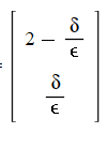 = [ 2 − δ/ϵ
δ/ϵ ]